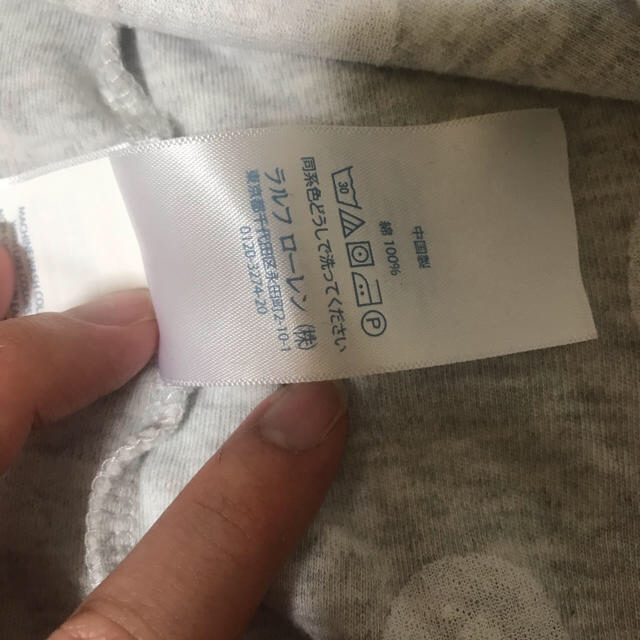 中国製
綿 100%
30
P
同系色どうしで洗ってください
ラルフ ローレン (株)
東京都千代田区永田町2-10-1
0120-3274-20